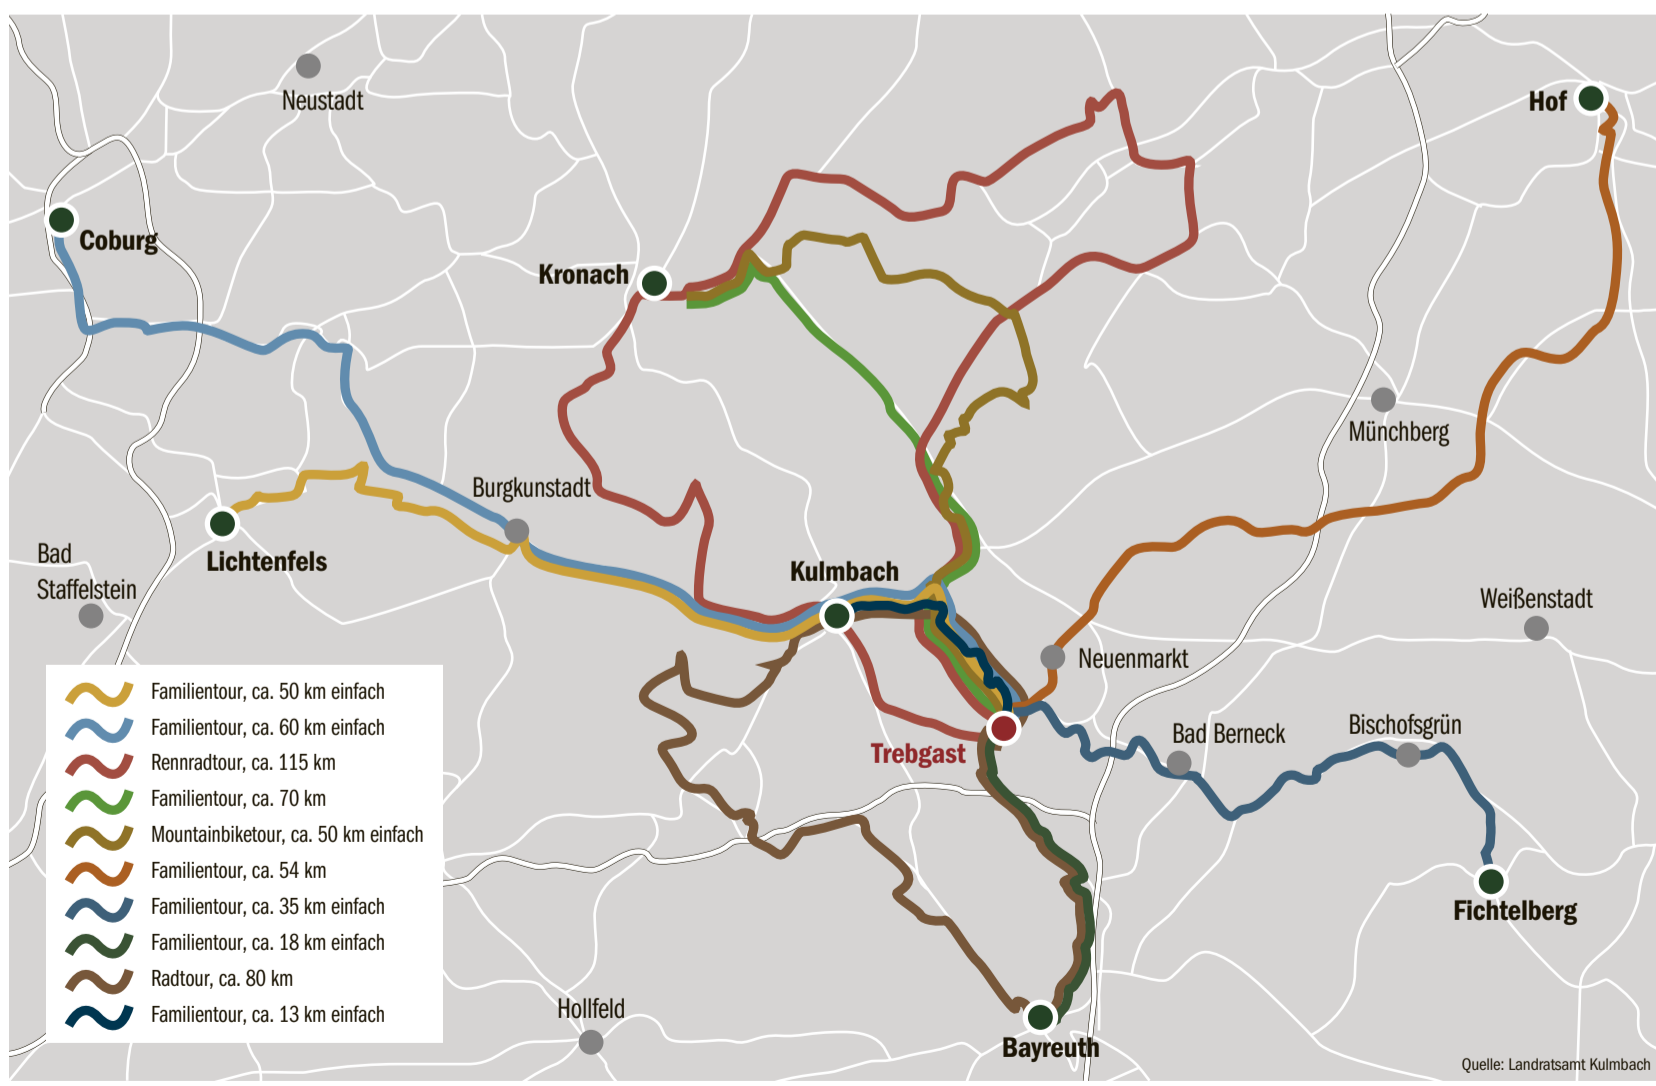 Neustadt
Hof
Coburg
Kronach
Münchberg
Burgkunstadt
Lichtenfels
Bad
Staffelstein
Kulmbach
Weißenstadt
Neuenmarkt
Trebgast
Bad Berneck
Bischofsgrün
Fichtelberg
Hollfeld
Bayreuth
Familientour, ca. 50 km einfach
Familientour, ca. 60 km einfach
Rennradtour, ca. 115 km
Familientour, ca. 70 km
Mountainbiketour, ca. 50 km einfach
Familientour, ca. 54 km
Familientour, ca. 35 km einfach
Familientour, ca. 18 km einfach
Radtour, ca. 80 km
Familientour, ca. 13 km einfach
Quelle: Landratsamt Kulmbach